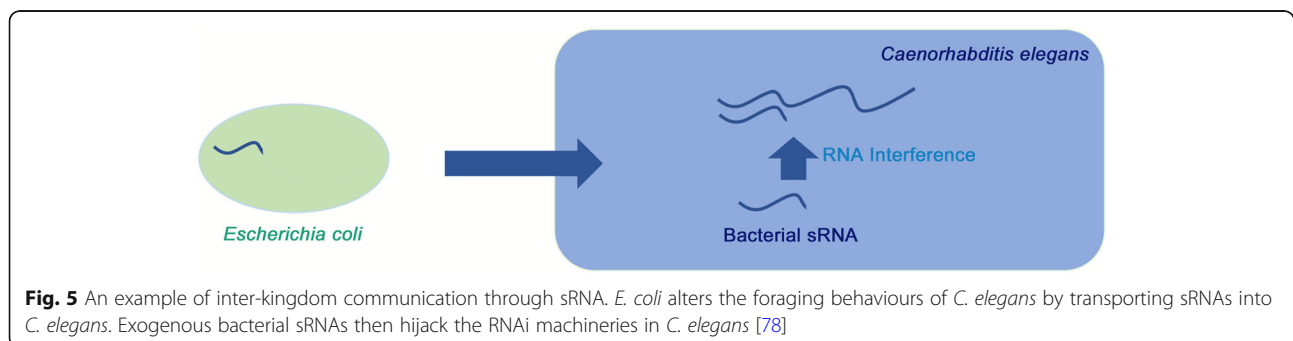 Caenorhabditis elegans
RNA Interference
Escherichia coli
Bacterial sRNA
Fig. 5 An example of inter-kingdom communication through sRNA. E. coli alters the foraging behaviours of C. elegans by transporting sRNAs into
C. elegans. Exogenous bacterial sRNAs then hijack the RNAi machineries in C. elegans [78]